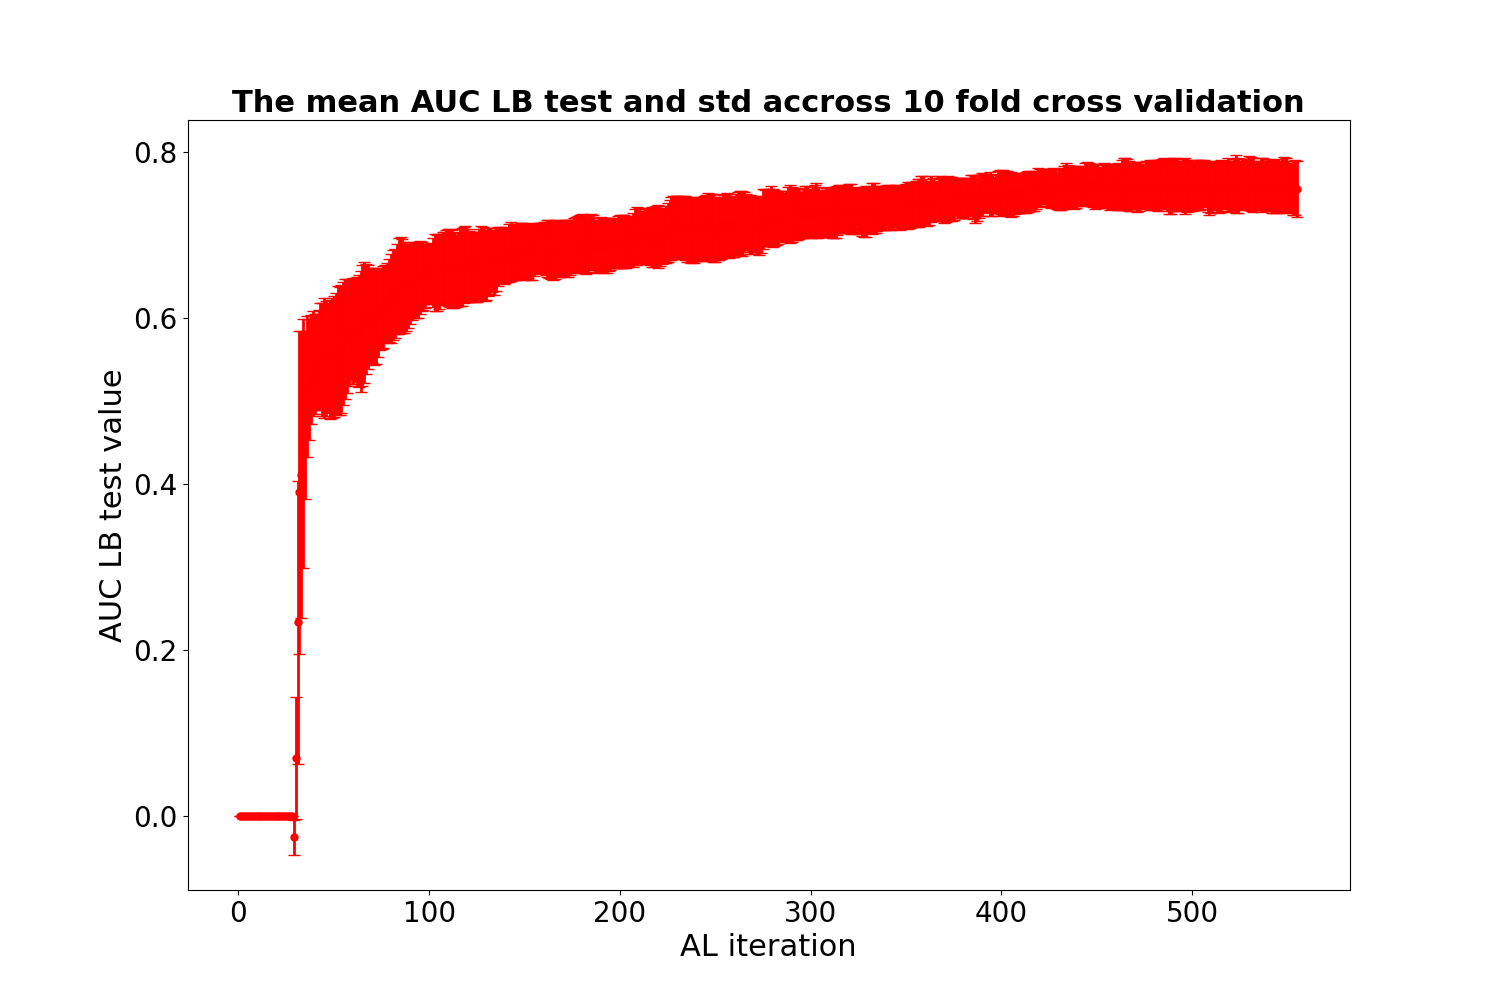 The mean AUC LB test and std accross 10 fold cross validation
0.8
0.6
0.4
0.2
0.0
AUC LB test value
0 100 200 300 400 500
AL iteration